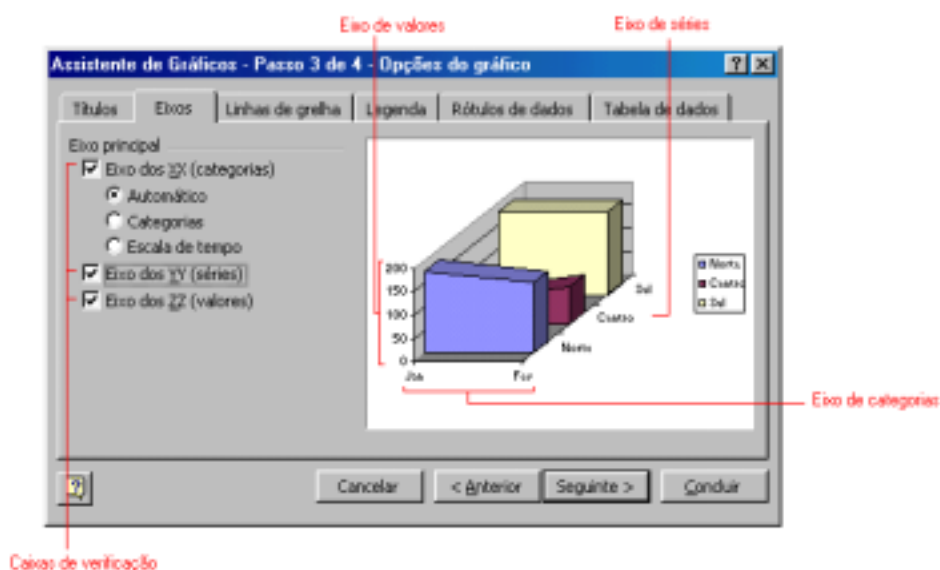 Eixo de valores
Eixo de séries
Assistente de Gráficos - Passo 3 de 4 - Opções do gráfico
Títulos Eixos Linhas de grelha Legenda Rótulos de dados Tabela de dados
Eixo principal
Eixo dos XX (categorias)
Automático
Categorias
Escala de tempo
Eixo dos YY (séries)
Eixo dos ZZ (valores)
200
150
100
50
0
Jan
Fev
Norte
Centro
Sul
Norte
Centro
Sul
Eixo de categorias
Cancelar < Anterior Seguinte > Concluir
Caixas de verificação